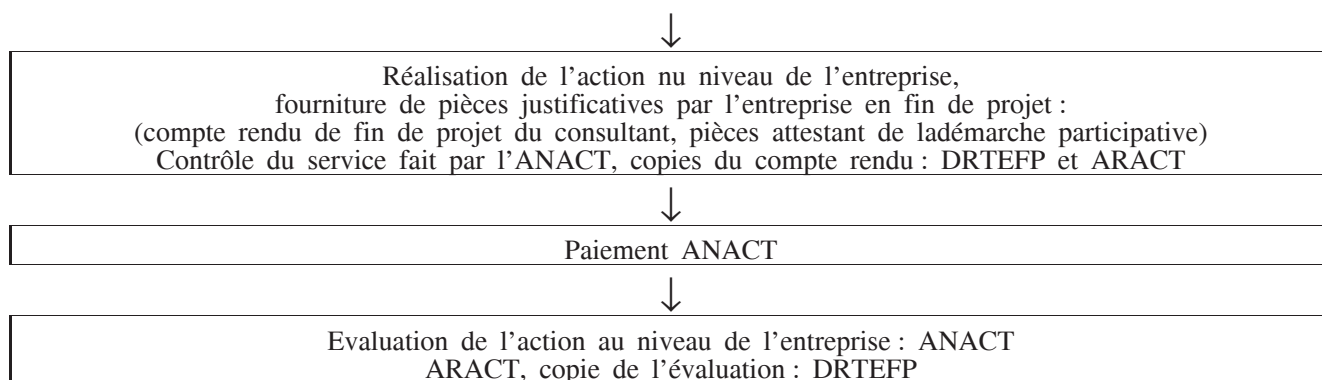 Réalisation de l'action nu niveau de l'entreprise,
fourniture de pièces justificatives par l'entreprise en fin de projet :
(compte rendu de fin de projet du consultant, pièces attestant de ladémarche participative)
Contrôle du service fait par l'ANACT, copies du compte rendu : DRTEFP et ARACT
Paiement ANACT
Evaluation de l'action au niveau de l'entreprise : ANACT
ARACT, copie de l'évaluation : DRTEFP